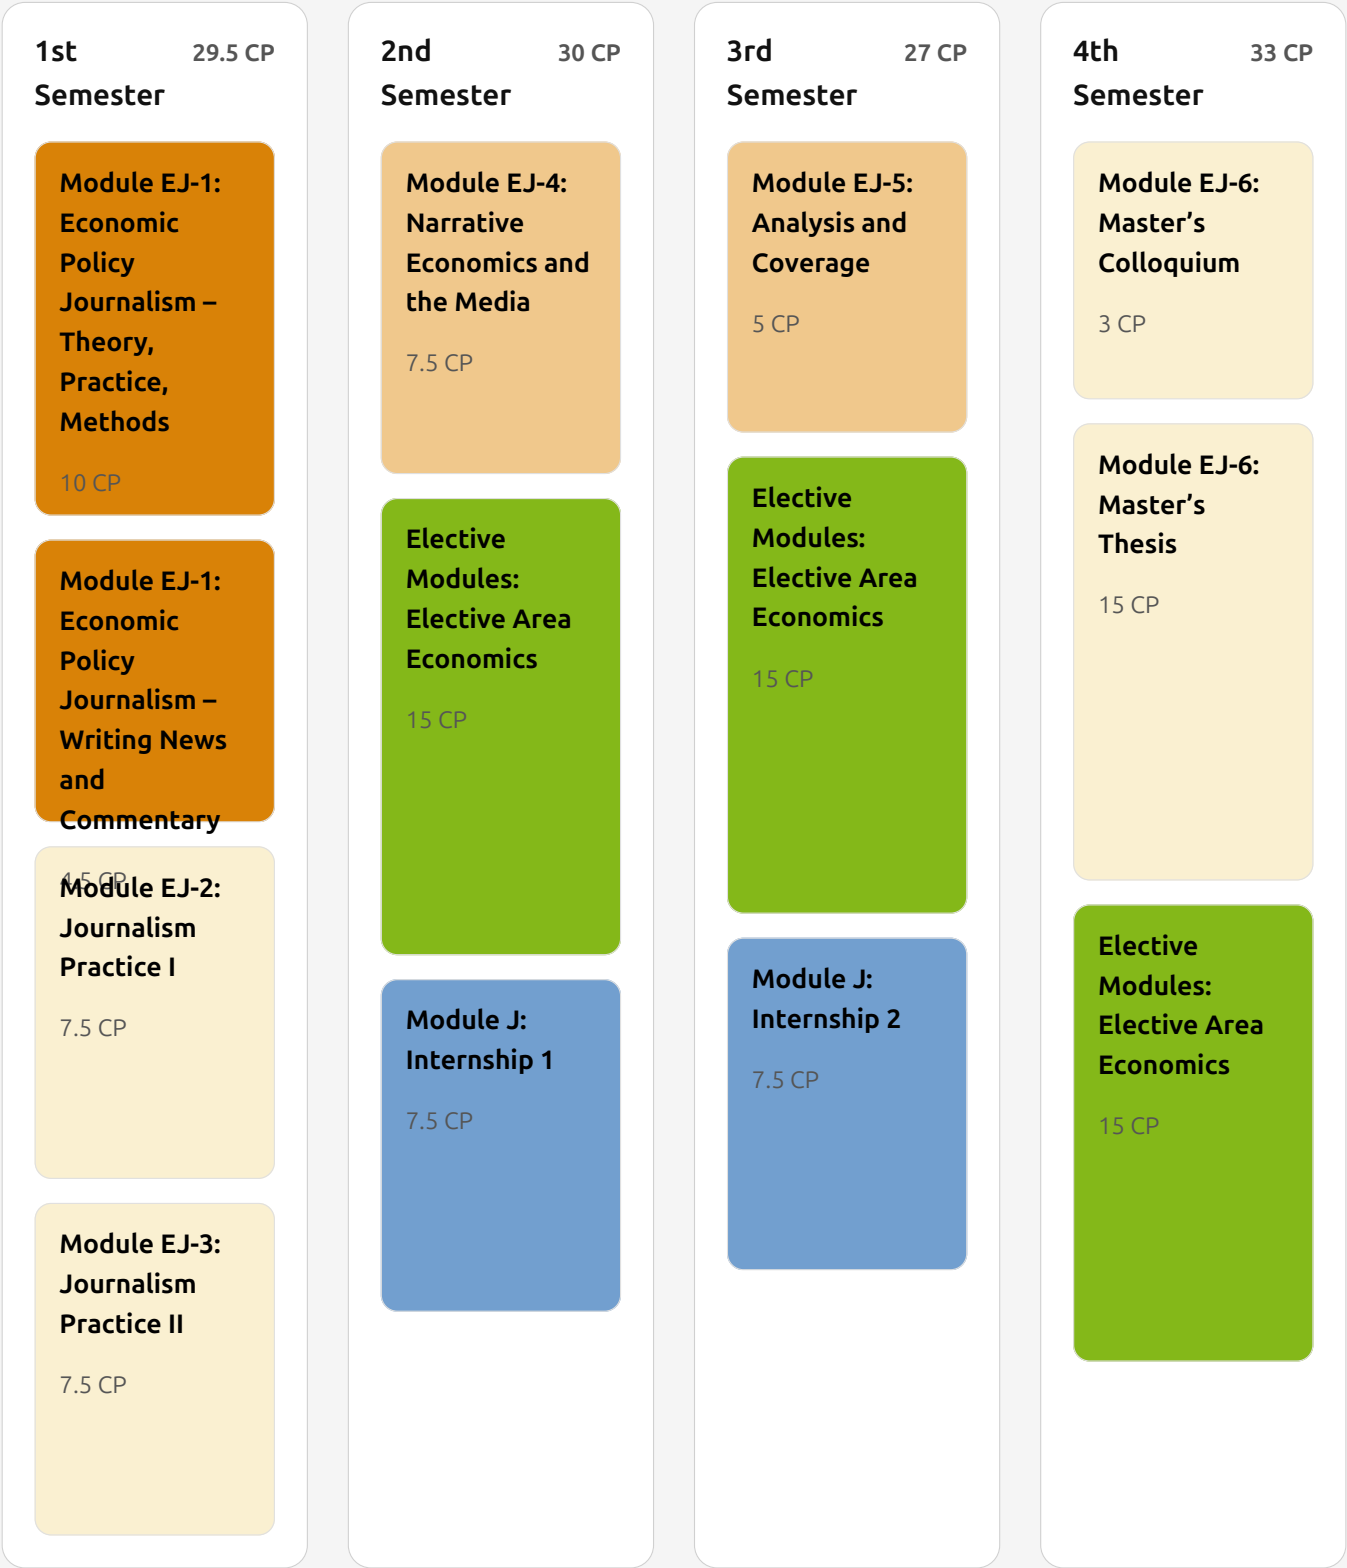 1st
Semester
29.5 CP
Module EJ-1:
Economic
Policy
Journalism –
Theory,
Practice,
Methods
10 CP
Module EJ-1:
Economic
Policy
Journalism –
Writing News
and
Commentary
4.5 CP
Module EJ-2:
Journalism
Practice I
7.5 CP
Module EJ-3:
Journalism
Practice II
7.5 CP
2nd
Semester
30 CP
Module EJ-4:
Narrative
Economics and
the Media
7.5 CP
Elective
Modules:
Elective Area
Economics
15 CP
Module J:
Internship 1
7.5 CP
3rd
Semester
27 CP
Module EJ-5:
Analysis and
Coverage
5 CP
Elective
Modules:
Elective Area
Economics
15 CP
Module J:
Internship 2
7.5 CP
4th
Semester
33 CP
Module EJ-6:
Master’s
Colloquium
3 CP
Module EJ-6:
Master’s
Thesis
15 CP
Elective
Modules:
Elective Area
Economics
15 CP